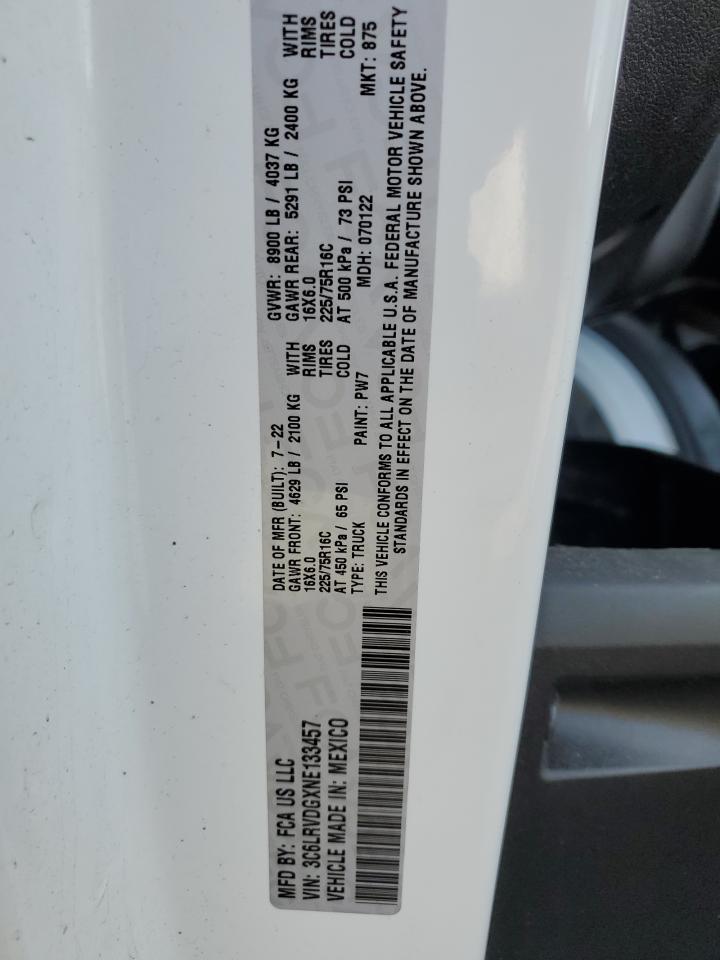 MFD BY: FCA US LLC
VIN: 3C6LRVDGXNE133457
VEHICLE MADE IN: MEXICO
DATE OF MFR (BUILT): 7-22
GVWR: 8900 LB / 4037 KG
GAWR FRONT: 4629 LB / 2100 KG WITH
16X6.0 RIMS
225/75R16C TIRES
AT 450 kPa / 65 PSI COLD
GAWR REAR: 5291 LB / 2400 KG WITH
16X6.0 RIMS
225/75R16C TIRES
AT 500 kPa / 73 PSI COLD
TYPE: TRUCK PAINT: PW7 MDH: 070122 MKT: 875
THIS VEHICLE CONFORMS TO ALL APPLICABLE U.S.A. FEDERAL MOTOR VEHICLE SAFETY
STANDARDS IN EFFECT ON THE DATE OF MANUFACTURE SHOWN ABOVE.